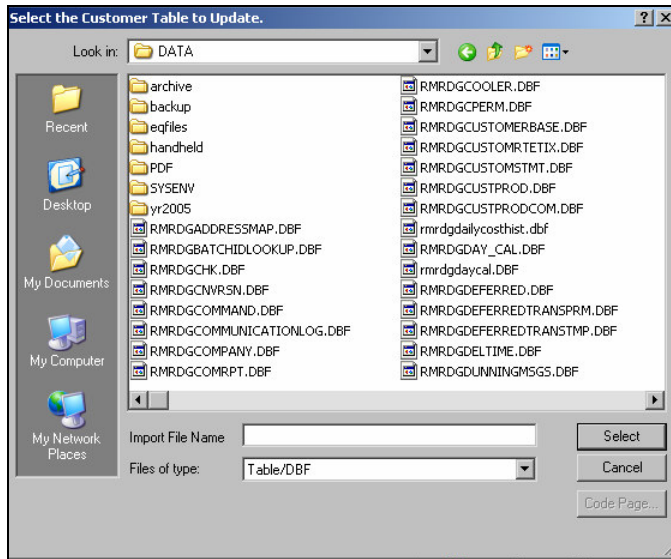 Select the Customer Table to Update.
Look in: DATA
Recent
Desktop
My Documents
My Computer
My Network
Places
archive
backup
eqfiles
handheld
PDF
SYSENV
yr2005
RMRDGADDRESSMAP.DBF
RMRDGBATCHIDLOOKUP.DBF
RMRDGCHK.DBF
RMRDGCNVRSN.DBF
RMRDGCOMMAND.DBF
RMRDGCOMMUNICATIONLOG.DBF
RMRDGCOMPANY.DBF
RMRDGCOMRPT.DBF
RMRDGCOOLER.DBF
RMRDGCPERM.DBF
RMRDGCUSTOMERBASE.DBF
RMRDGCUSTOMRTETIX.DBF
RMRDGCUSTOMSTMT.DBF
RMRDGCUSTPROD.DBF
RMRDGCUSTPRODCOM.DBF
rmrdgdailycosthist.dbf
RMRDGDAY_CAL.DBF
rmrdgdaycal.DBF
RMRDGDEFERRED.DBF
RMRDGDEFERREDTRANSPRM.DBF
RMRDGDEFERREDTRANSTMP.DBF
RMRDGDELTIME.DBF
RMRDGDUNNINGMSGS.DBF
Import File Name
Select
Files of type: Table/DBF
Cancel
Code Page...